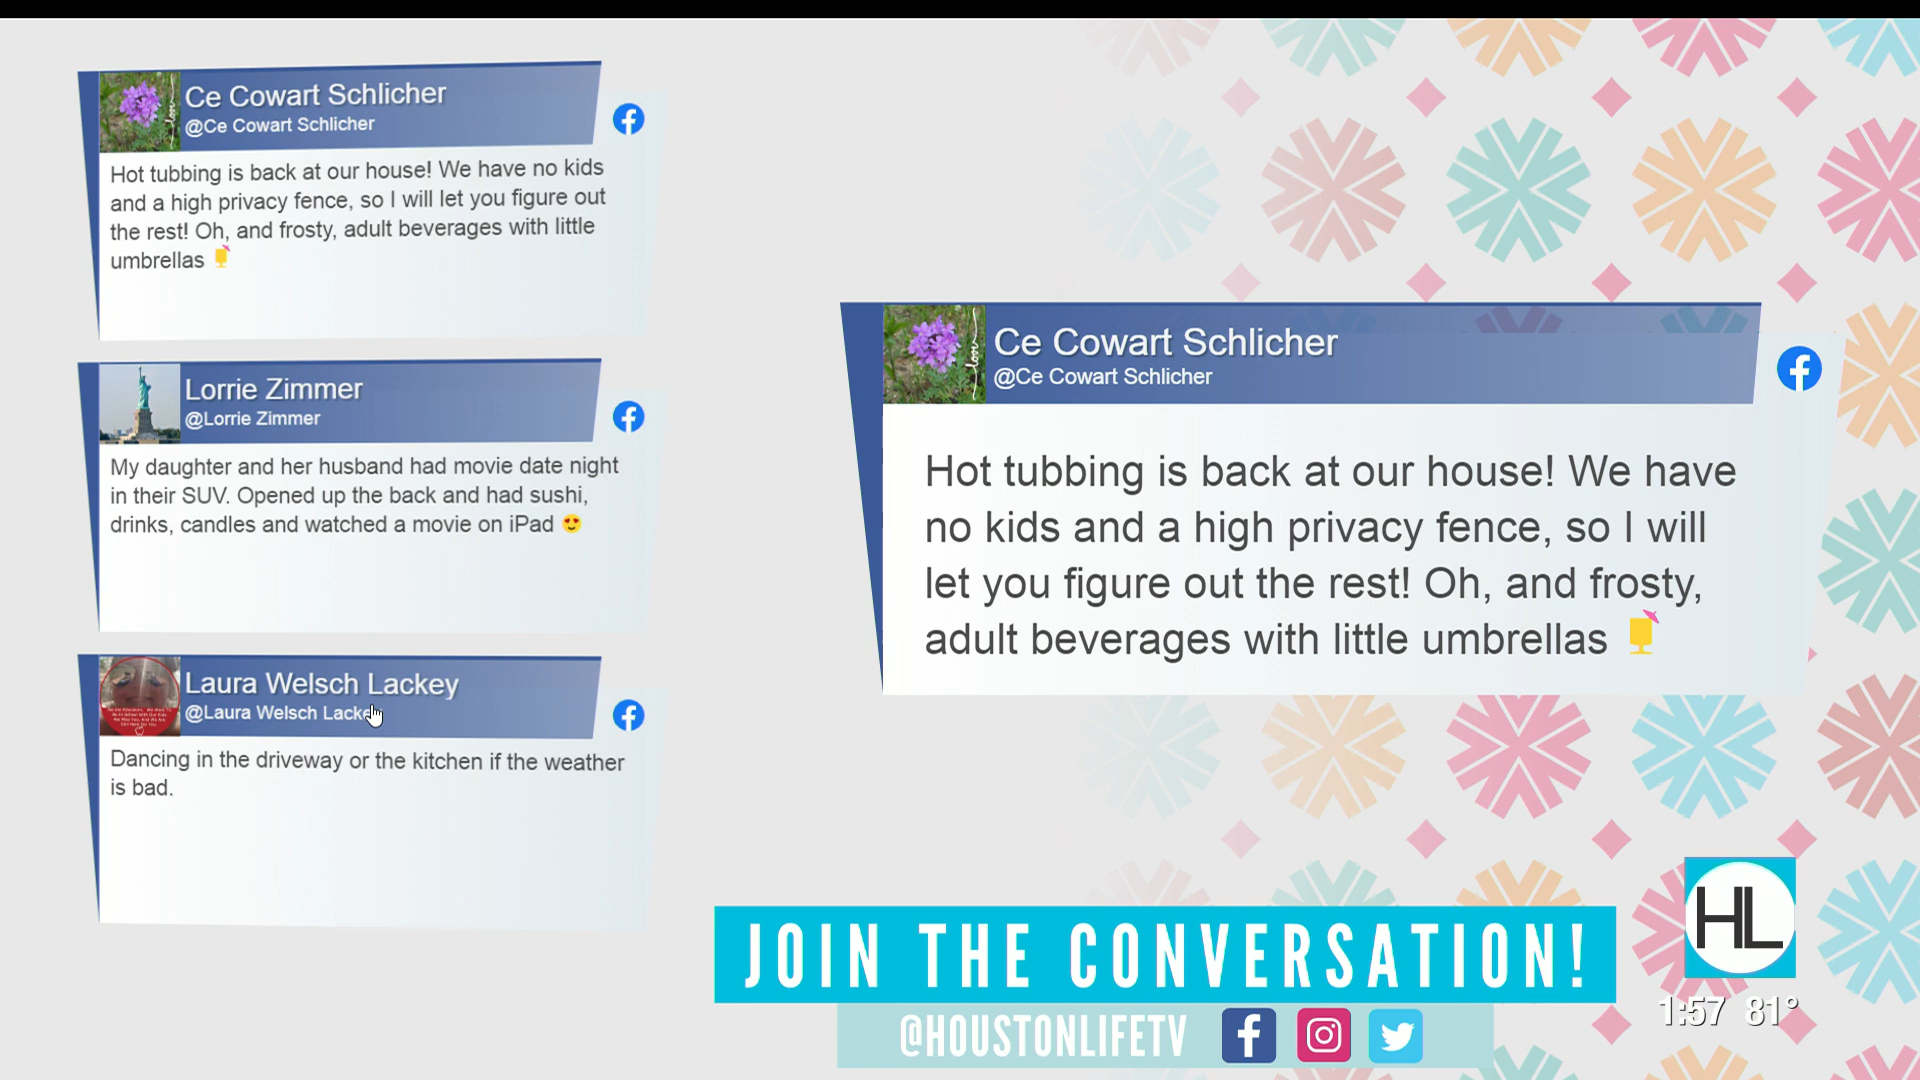 Ce Cowart Schlicher
@Ce Cowart Schlicher
Hot tubbing is back at our house! We have no kids
and a high privacy fence, so I will let you figure out
the rest! Oh, and frosty, adult beverages with little
umbrellas 🍹
Lorrie Zimmer
@Lorrie Zimmer
My daughter and her husband had movie date night
in their SUV. Opened up the back and had sushi,
drinks, candles and watched a movie on iPad 😍
Laura Welsch Lackey
@Laura Welsch Lacke
Dancing in the driveway or the kitchen if the weather
is bad.
Ce Cowart Schlicher
@Ce Cowart Schlicher
Hot tubbing is back at our house! We have
no kids and a high privacy fence, so I will
let you figure out the rest! Oh, and frosty,
adult beverages with little umbrellas 🍹
JOIN THE CONVERSATION!
@HOUSTONLIFETV
HL
1:57 81°